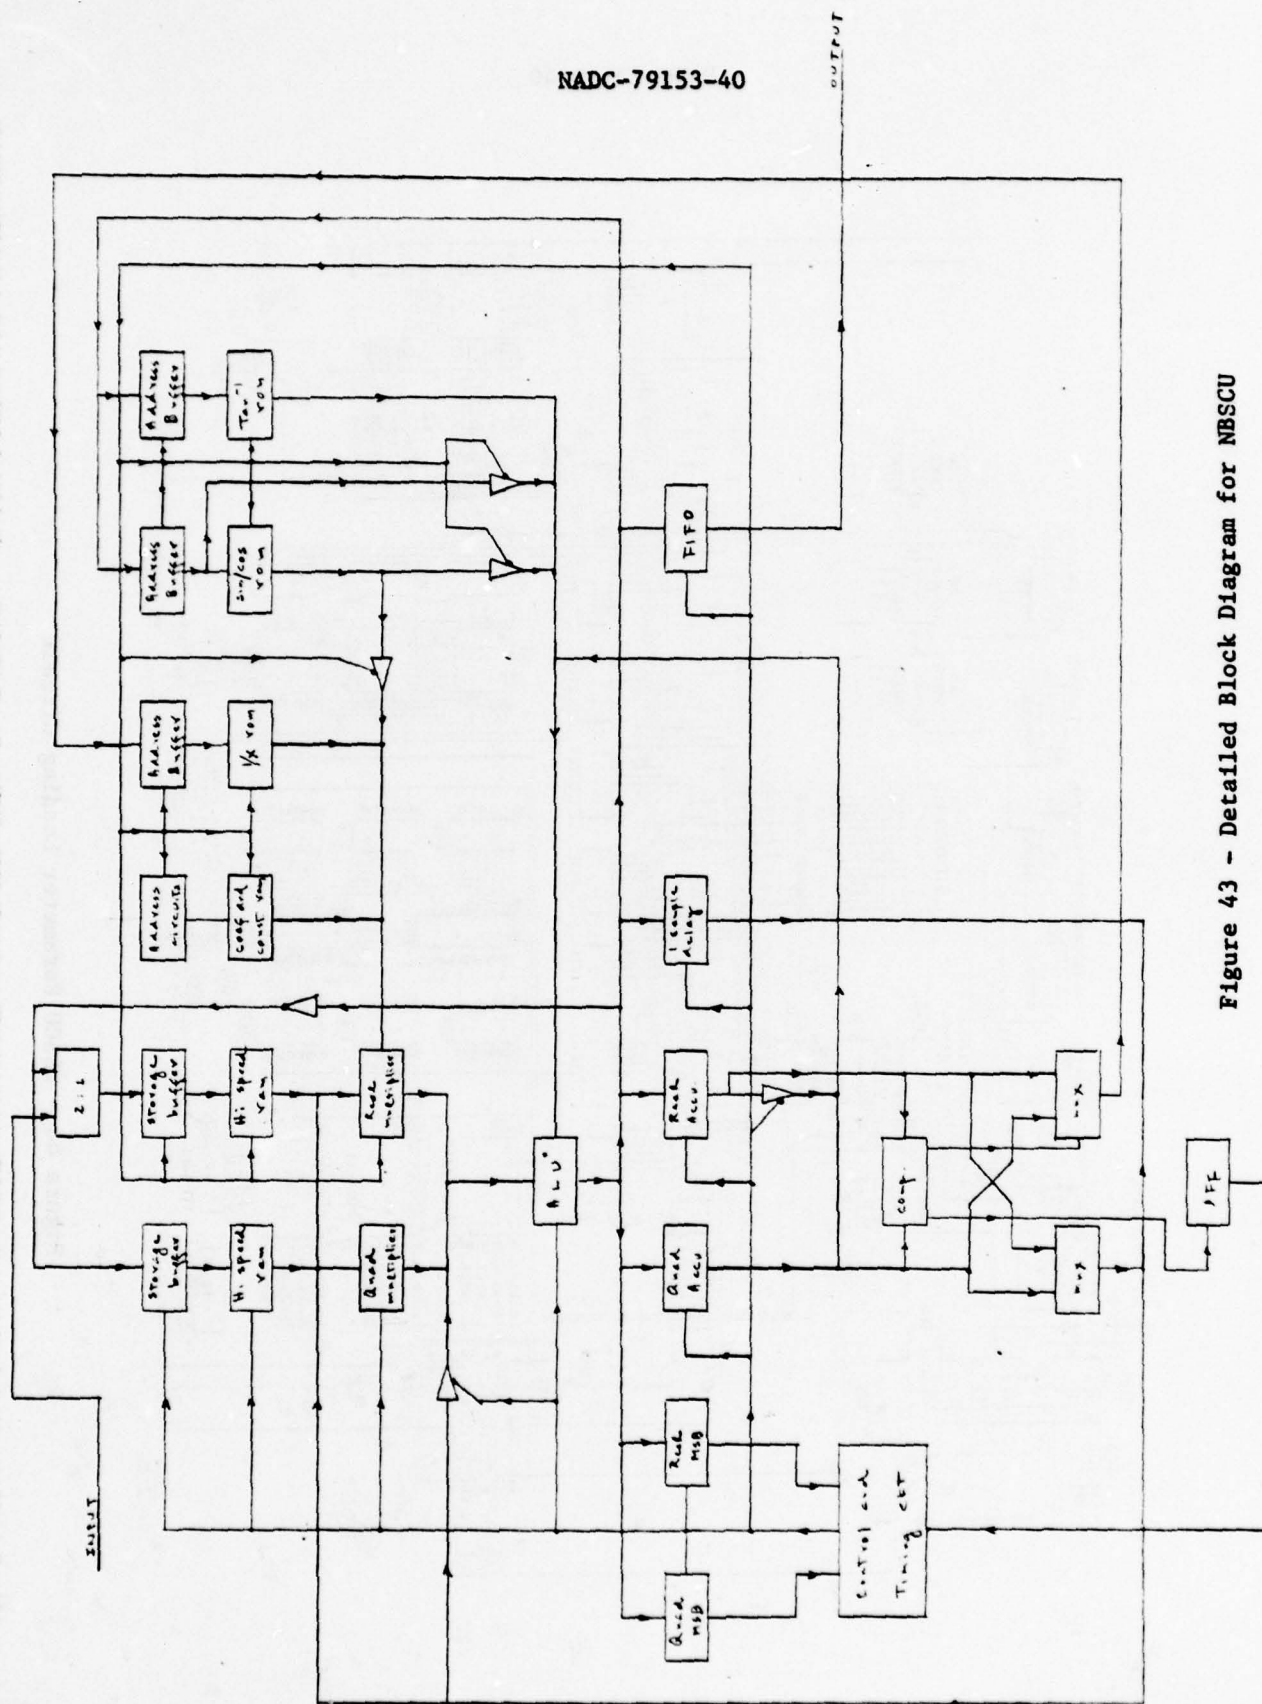 NADC-79153-40
OUTPUT
INPUT
2:1
Storage
buffer
Storage
buffer
Hi speed
ram
Hi speed
ram
Quad
multiplier
Real
multiplier
Address
circuits
Coef and
const rom
Address
Buffer
1/x rom
Address
Buffer
sin/cos
rom
Address
Buffer
Tan⁻¹
rom
ALU
Quad
MSB
Real
MSB
Quad
Accu
Real
Accu
1 sample
delay
FIFO
Control and
Timing CKT
comp.
mux
mux
Figure 43 - Detailed Block Diagram for NBSCU